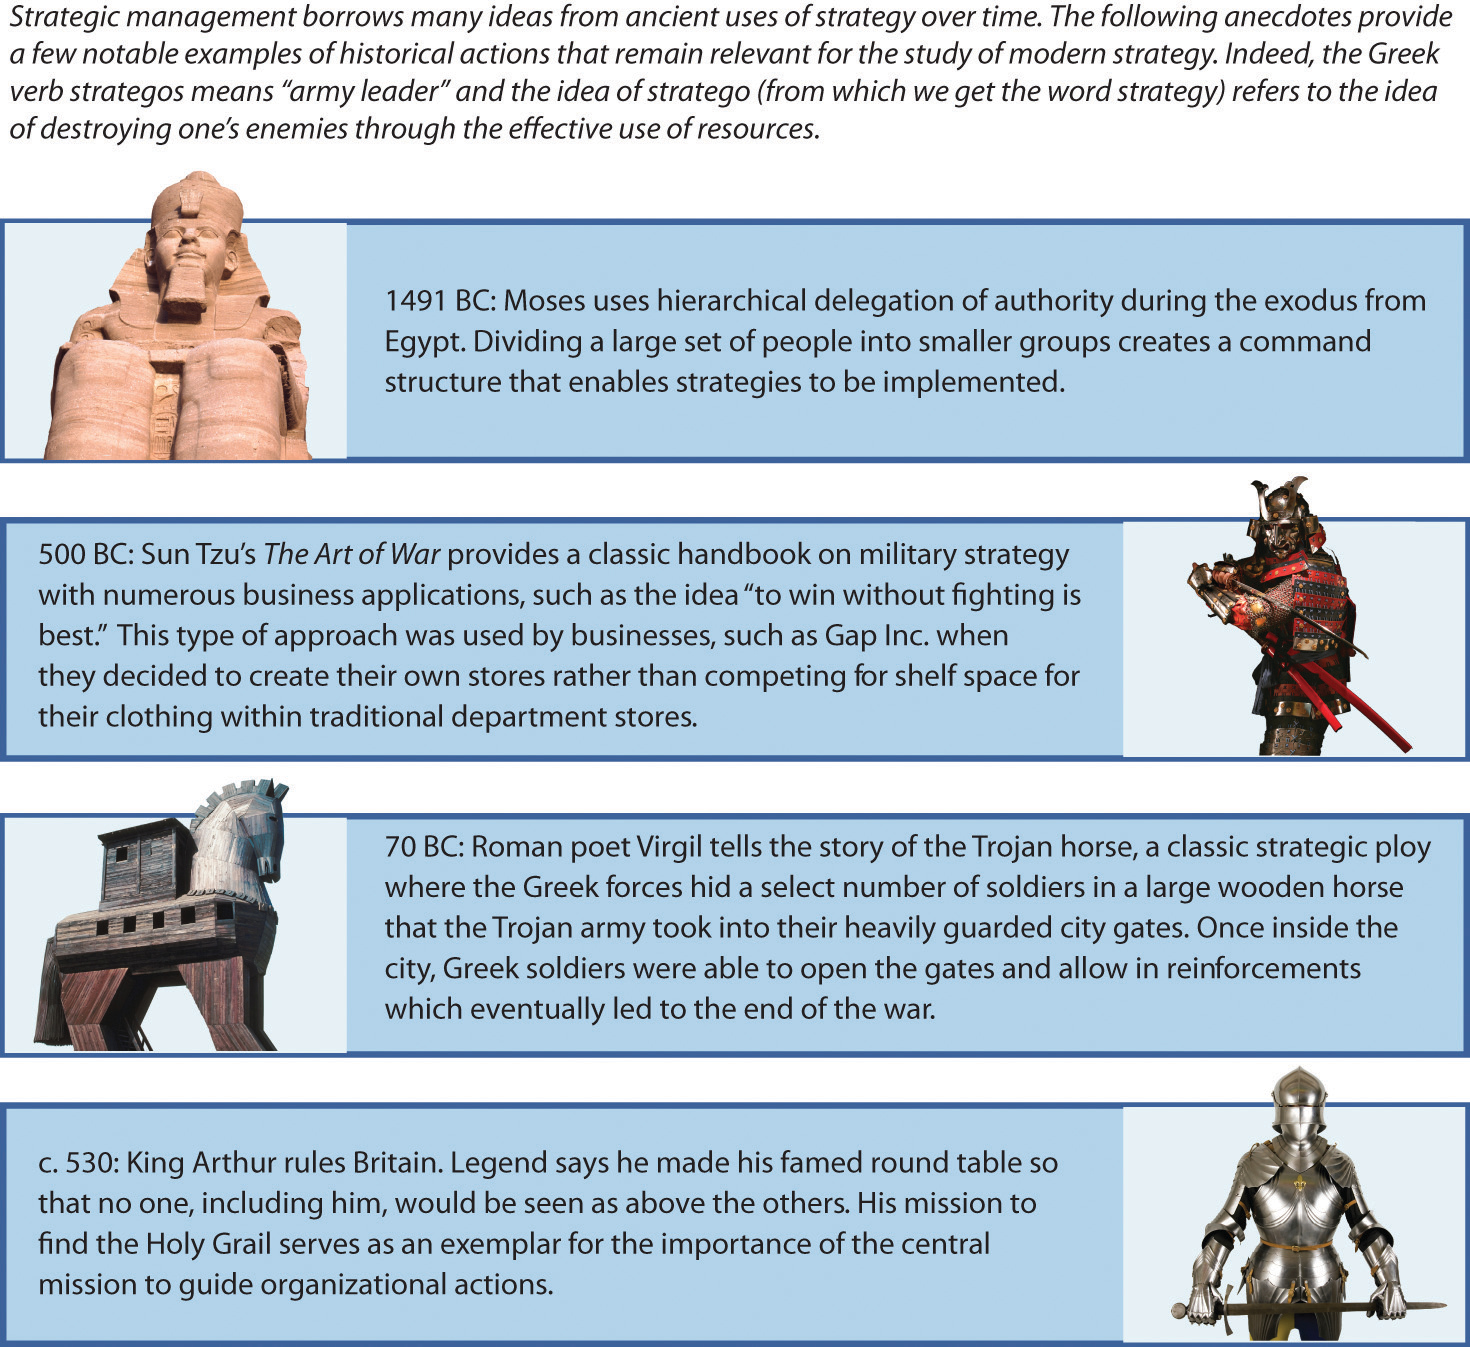 Strategic management borrows many ideas from ancient uses of strategy over time. The following anecdotes provide
a few notable examples of historical actions that remain relevant for the study of modern strategy. Indeed, the Greek
verb strategos means “army leader” and the idea of stratego (from which we get the word strategy) refers to the idea
of destroying one’s enemies through the effective use of resources.
1491 BC: Moses uses hierarchical delegation of authority during the exodus from
Egypt. Dividing a large set of people into smaller groups creates a command
structure that enables strategies to be implemented.
500 BC: Sun Tzu’s The Art of War provides a classic handbook on military strategy
with numerous business applications, such as the idea “to win without fighting is
best.” This type of approach was used by businesses, such as Gap Inc. when
they decided to create their own stores rather than competing for shelf space for
their clothing within traditional department stores.
70 BC: Roman poet Virgil tells the story of the Trojan horse, a classic strategic ploy
where the Greek forces hid a select number of soldiers in a large wooden horse
that the Trojan army took into their heavily guarded city gates. Once inside the
city, Greek soldiers were able to open the gates and allow in reinforcements
which eventually led to the end of the war.
c. 530: King Arthur rules Britain. Legend says he made his famed round table so
that no one, including him, would be seen as above the others. His mission to
find the Holy Grail serves as an exemplar for the importance of the central
mission to guide organizational actions.